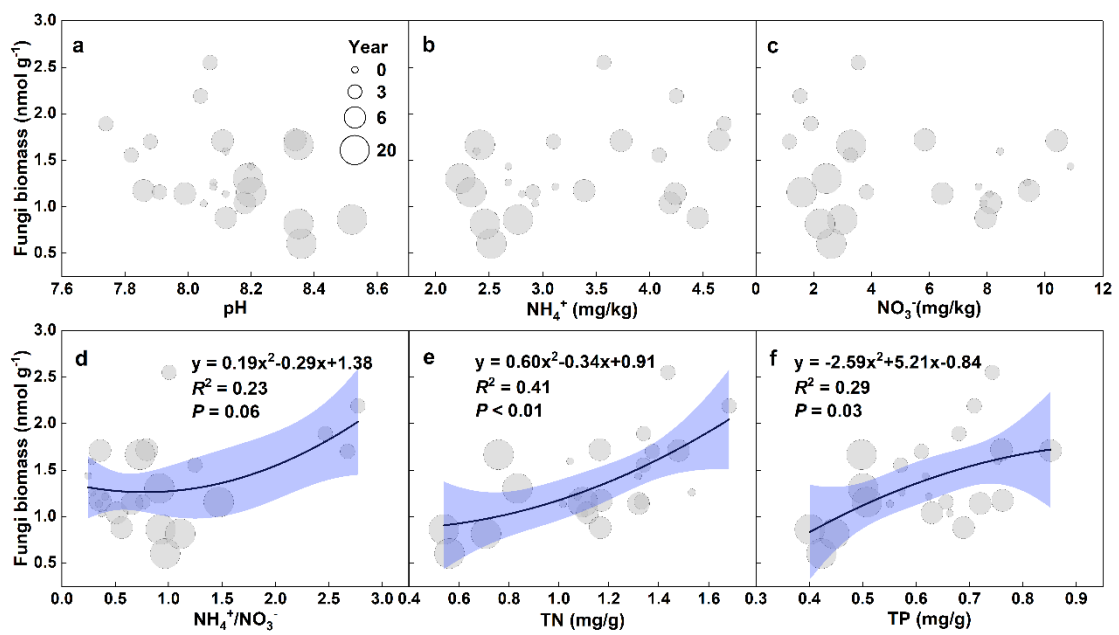 Fungi biomass (nmol g⁻¹)
3.0
2.5
2.0
1.5
1.0
0.5
0.0
a
Year
0
3
6
20
b
c
7.6 7.8 8.0 8.2 8.4 8.6
2.0 2.5 3.0 3.5 4.0 4.5
0 2 4 6 8 10 12
pH
NH₄⁺ (mg/kg)
NO₃⁻(mg/kg)
Fungi biomass (nmol g⁻¹)
3.0
2.5
2.0
1.5
1.0
0.5
d
y = 0.19x²-0.29x+1.38
R² = 0.23
P = 0.06
e
y = 0.60x²-0.34x+0.91
R² = 0.41
P < 0.01
f
y = -2.59x²+5.21x-0.84
R² = 0.29
P = 0.03
0.0 0.5 1.0 1.5 2.0 2.5 3.0
0.4 0.6 0.8 1.0 1.2 1.4 1.6
0.4 0.5 0.6 0.7 0.8 0.9
NH₄⁺/NO₃⁻
TN (mg/g)
TP (mg/g)